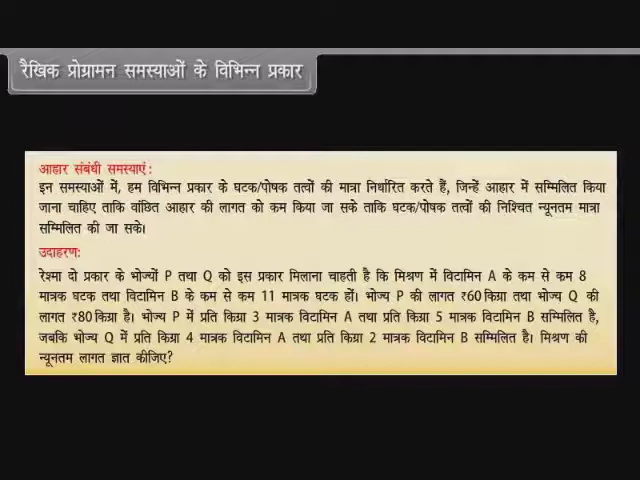 रैखिक प्रोग्रामन समस्याओं के विभिन्न प्रकार
आहार संबंधी समस्याएं:
इन समस्याओं में, हम विभिन्न प्रकार के घटक/पोषक तत्वों की मात्रा निर्धारित करते हैं, जिन्हें आहार में सम्मिलित किया
जाना चाहिए ताकि वांछित आहार की लागत को कम किया जा सके ताकि घटक/पोषक तत्वों की निश्चित न्यूनतम मात्रा
सम्मिलित की जा सके।
उदाहरण:
रेश्मा दो प्रकार के भोज्यों P तथा Q को इस प्रकार मिलाना चाहती है कि मिश्रण में विटामिन A के कम से कम 8
मात्रक घटक तथा विटामिन B के कम से कम 11 मात्रक घटक हों। भोज्य P की लागत ₹60 किग्रा तथा भोज्य Q की
लागत ₹80 किग्रा है। भोज्य P में प्रति किग्रा 3 मात्रक विटामिन A तथा प्रति किग्रा 5 मात्रक विटामिन B सम्मिलित है,
जबकि भोज्य Q में प्रति किग्रा 4 मात्रक विटामिन A तथा प्रति किग्रा 2 मात्रक विटामिन B सम्मिलित है। मिश्रण की
न्यूनतम लागत ज्ञात कीजिए?